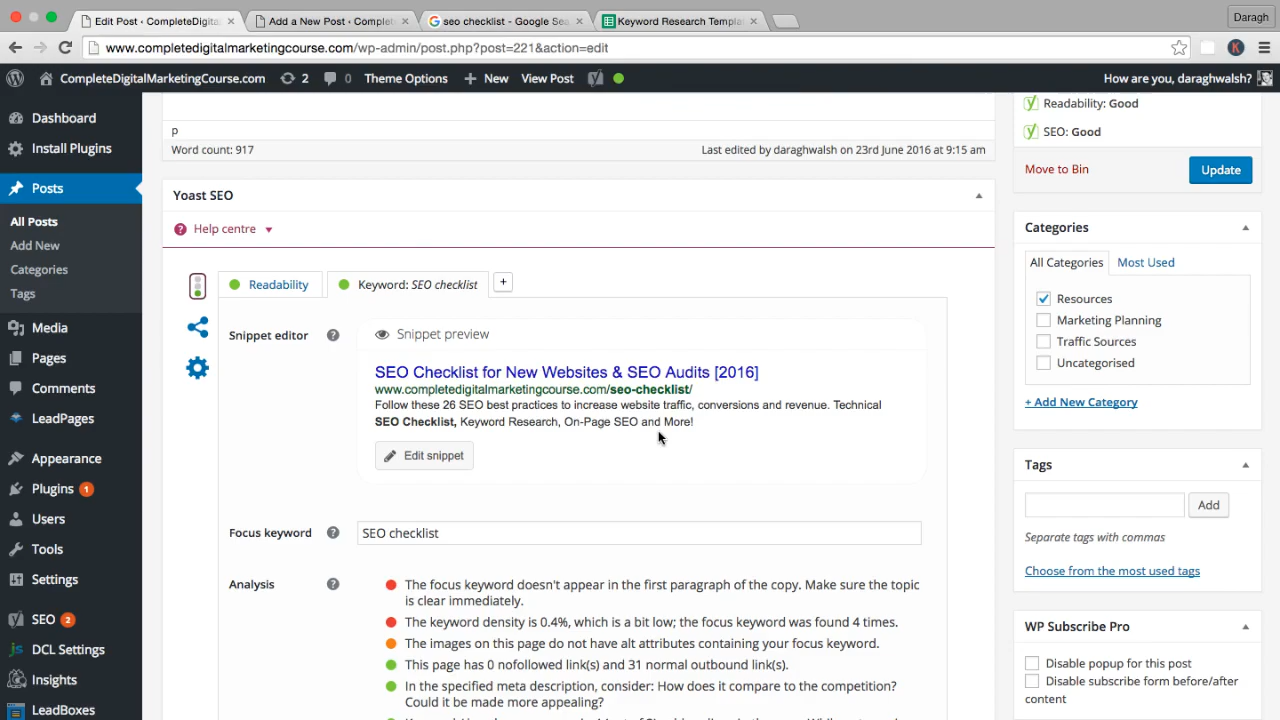 Edit Post ‹ CompleteDigita
Add a New Post ‹ Complet
seo checklist - Google Sea
Keyword Research Templa
Daragh
www.completedigitalmarketingcourse.com/wp-admin/post.php?post=221&action=edit
K
CompleteDigitalMarketingCourse.com
2
0
Theme Options
New
View Post
How are you, daraghwalsh?
Dashboard
Install Plugins
Posts
All Posts
Add New
Categories
Tags
Media
Pages
Comments
LeadPages
Appearance
Plugins 1
Users
Tools
Settings
SEO 2
DCL Settings
Insights
LeadBoxes
p
Word count: 917
Last edited by daraghwalsh on 23rd June 2016 at 9:15 am
Yoast SEO
Help centre
Readability
Keyword: SEO checklist
+
Snippet editor
Snippet preview
SEO Checklist for New Websites & SEO Audits [2016]
www.completedigitalmarketingcourse.com/seo-checklist/
Follow these 26 SEO best practices to increase website traffic, conversions and revenue. Technical
SEO Checklist, Keyword Research, On-Page SEO and More!
Edit snippet
Focus keyword
SEO checklist
Analysis
The focus keyword doesn't appear in the first paragraph of the copy. Make sure the topic
is clear immediately.
The keyword density is 0.4%, which is a bit low; the focus keyword was found 4 times.
The images on this page do not have alt attributes containing your focus keyword.
This page has 0 nofollowed link(s) and 31 normal outbound link(s).
In the specified meta description, consider: How does it compare to the competition?
Could it be made more appealing?
Readability: Good
SEO: Good
Move to Bin
Update
Categories
All Categories
Most Used
Resources
Marketing Planning
Traffic Sources
Uncategorised
+ Add New Category
Tags
Add
Separate tags with commas
Choose from the most used tags
WP Subscribe Pro
Disable popup for this post
Disable subscribe form before/after
content